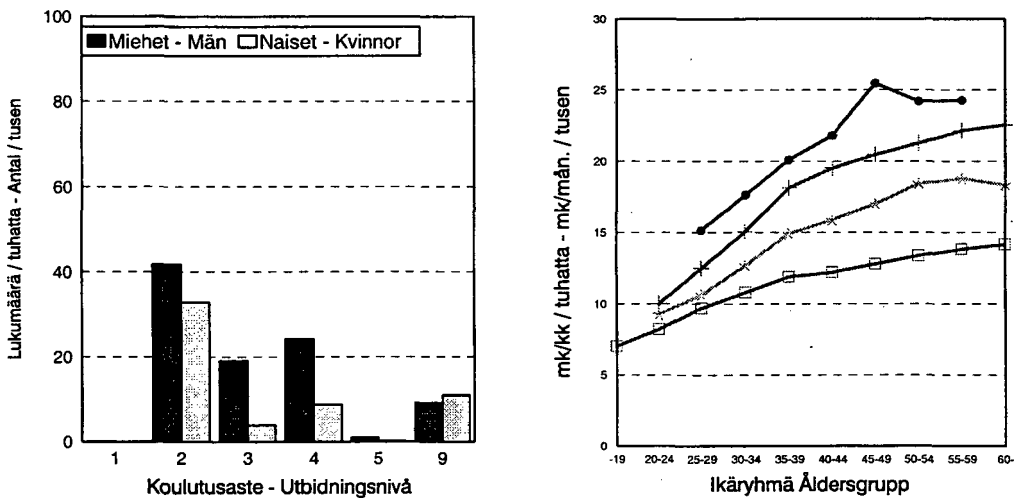 100
80
60
40
20
0
Miehet - Män Naiset - Kvinnor
Lukumäärä / tuhatta - Antal / tusen
1 2 3 4 5 9
Koulutusaste - Utbidningsnivå
30
25
20
15
10
5
0
mk/kk / tuhatta - mk/mån. / tusen
-19 20-24 25-29 30-34 35-39 40-44 45-49 50-54 55-59 60-
Ikäryhmä Åldersgrupp